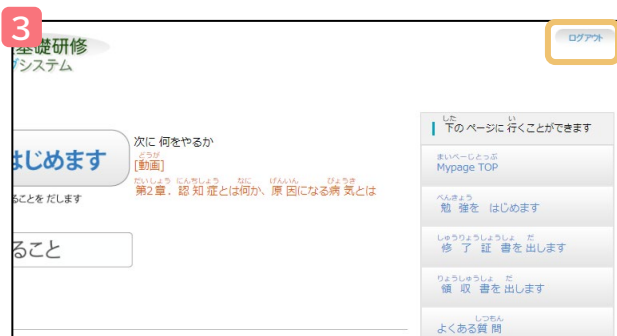 3
基礎研修
システム
ログアウト
はじめます
ることを だします
ること
次に 何をやるか
どうが
[動画]
だいしょう にんちしょう なに げんいん びょうき
第2章. 認知症とは何か、原因になる病気とは
した い
下の ページに 行くことができます
まいぺーじとっぷ
Mypage TOP
べんきょう
勉強を はじめます
しゅうりょうしょうしょ だ
修了証書を出します
りょうしゅうしょ だ
領収書を出します
しつもん
よくある質問